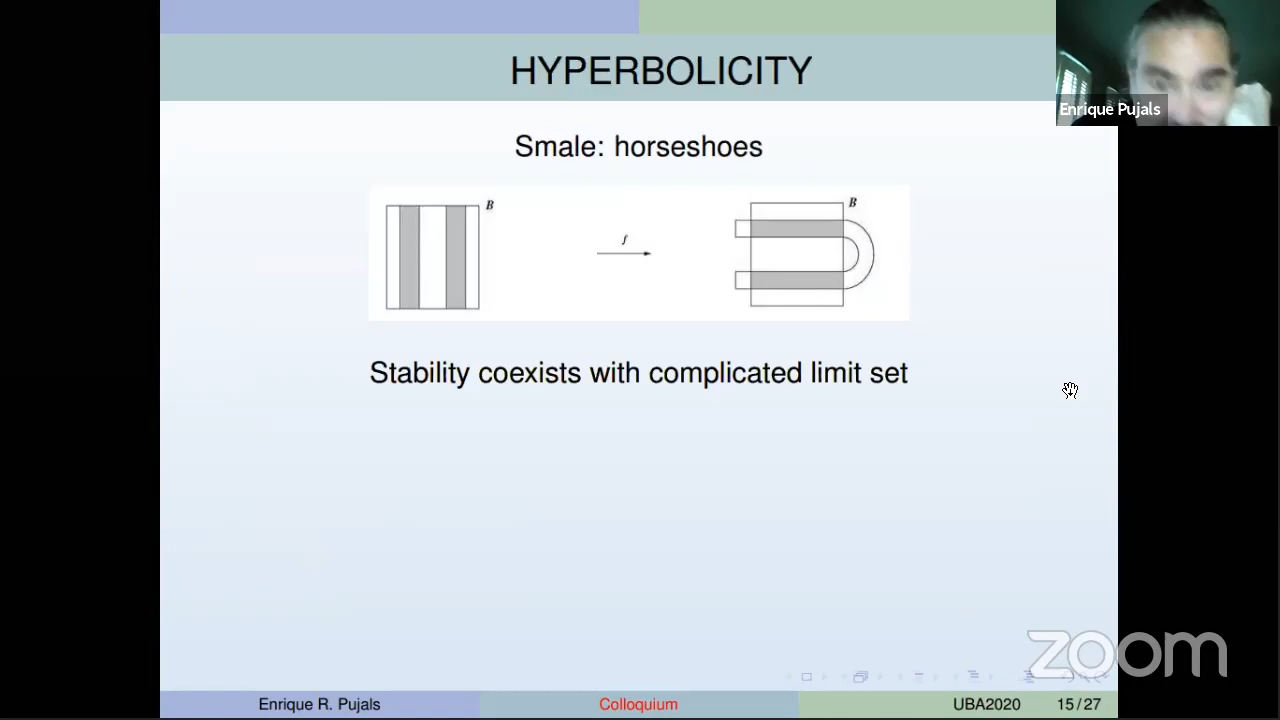 HYPERBOLICITY
Enrique Pujals
Smale: horseshoes
B
f
B
Stability coexists with complicated limit set
zoom
Enrique R. Pujals
Colloquium
UBA2020
15/27